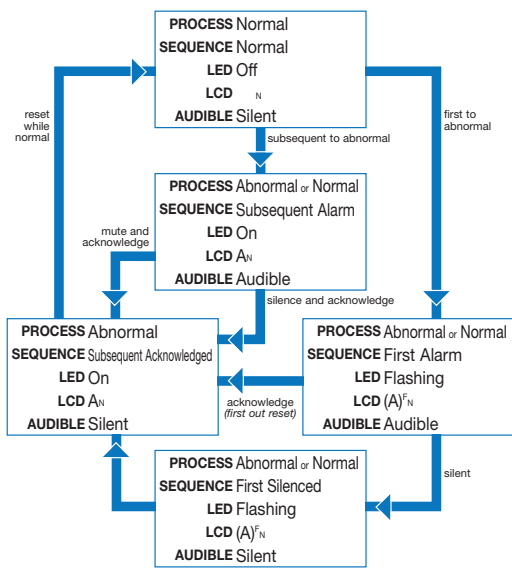 PROCESS Normal
SEQUENCE Normal
LED Off
LCD N
AUDIBLE Silent
reset
while
normal
first to
abnormal
subsequent to abnormal
PROCESS Abnormal or Normal
SEQUENCE Subsequent Alarm
LED On
LCD AN
AUDIBLE Audible
mute and
acknowledge
silence and acknowledge
PROCESS Abnormal
SEQUENCE Subsequent Acknowledged
LED On
LCD AN
AUDIBLE Silent
acknowledge
(first out reset)
PROCESS Abnormal or Normal
SEQUENCE First Alarm
LED Flashing
LCD (A)FN
AUDIBLE Audible
silent
PROCESS Abnormal or Normal
SEQUENCE First Silenced
LED Flashing
LCD (A)FN
AUDIBLE Silent